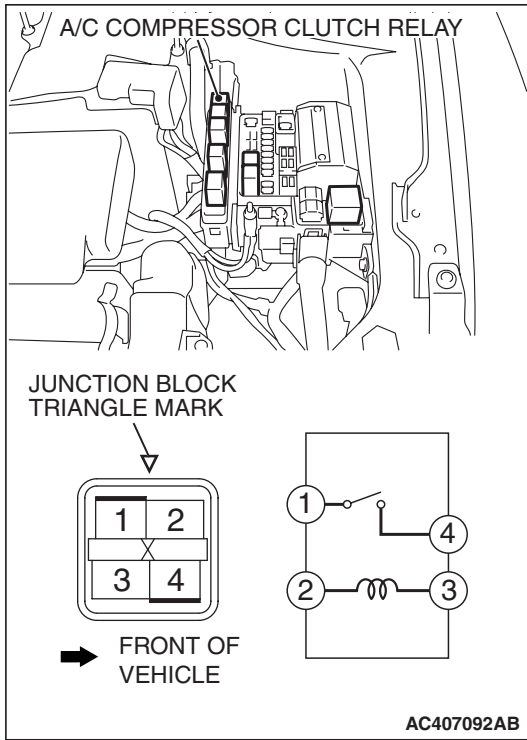 A/C COMPRESSOR CLUTCH RELAY
JUNCTION BLOCK
TRIANGLE MARK
1 2
3 4
FRONT OF
VEHICLE
1
4
2 3
AC407092AB